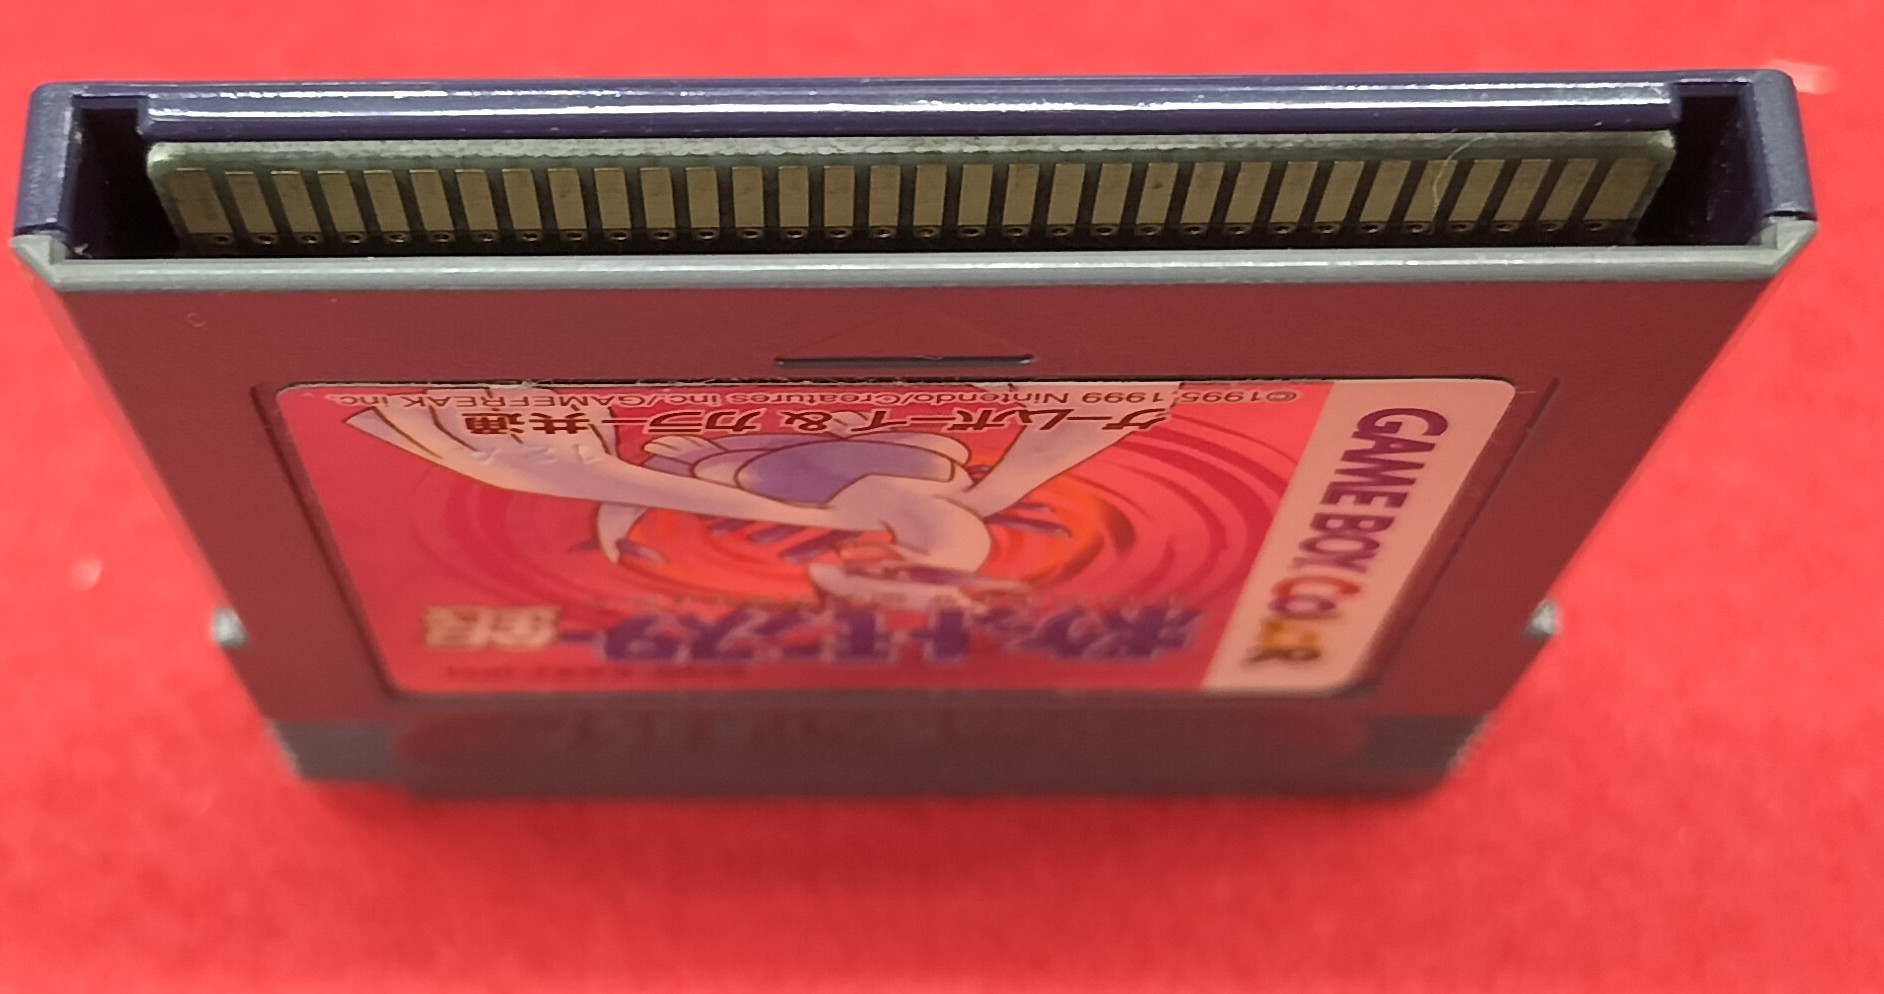 GAME BOY COLOR
ポケットモンスター銀
ゲームボーイ& カラー共通
©1995,1999 Nintendo/Creatures inc./GAMEFREAK inc.